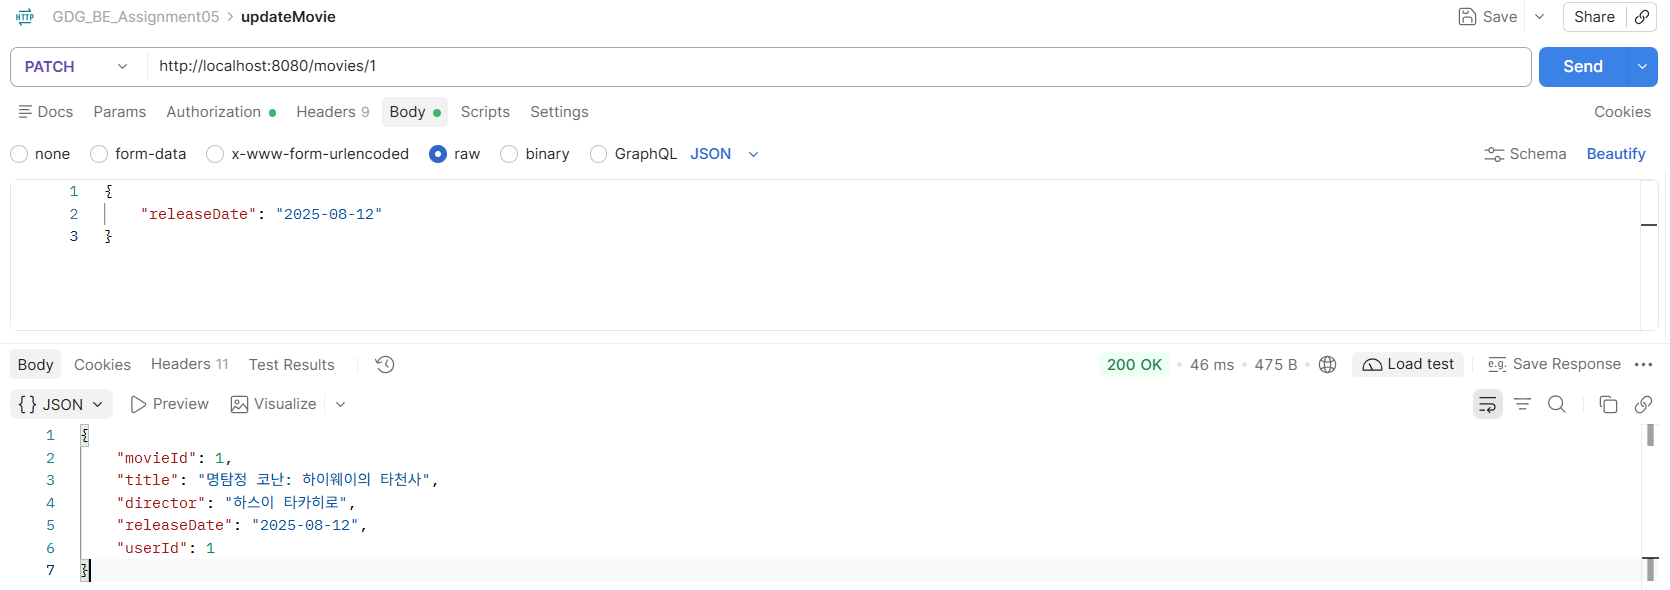 HTTP GDG_BE_Assignment05 > updateMovie Save Share
PATCH http://localhost:8080/movies/1 Send
Docs Params Authorization Headers 9 Body Scripts Settings Cookies
none form-data x-www-form-urlencoded raw binary GraphQL JSON Schema Beautify
1 {
2 "releaseDate": "2025-08-12"
3 }
Body Cookies Headers 11 Test Results 200 OK • 46 ms • 475 B • Load test e.g. Save Response
{} JSON Preview Visualize
1 {
2 "movieId": 1,
3 "title": "명탐정 코난: 하이웨이의 타천사",
4 "director": "하스이 타카히로",
5 "releaseDate": "2025-08-12",
6 "userId": 1
7 }